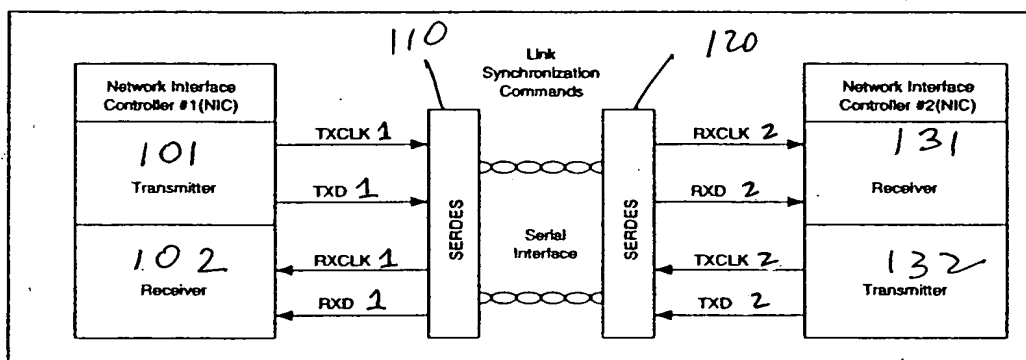 110
120
Link
Synchronization
Commands
Network Interface
Controller #1(NIC)
101
Transmitter
102
Receiver
TXCLK 1
TXD 1
RXCLK 1
RXD 1
SERDES
Serial
Interface
SERDES
RXCLK 2
RXD 2
TXCLK 2
TXD 2
Network Interface
Controller #2(NIC)
131
Receiver
132
Transmitter